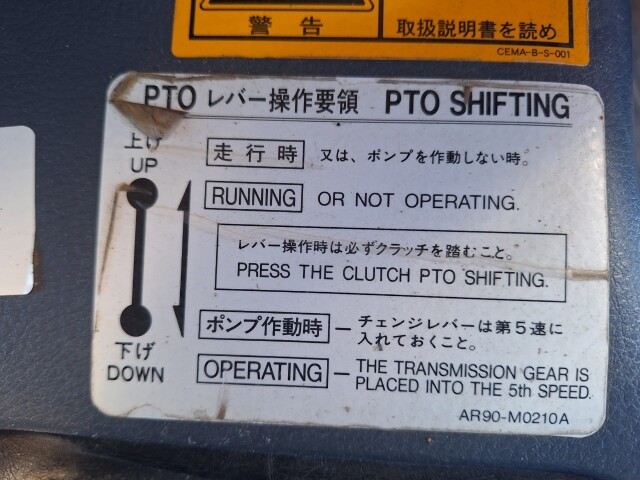 警告
取扱説明書を読め
CEMA-B-S-001
PTO レバー操作要領 PTO SHIFTING
上げ
UP
走行時 又は、ポンプを作動しない時。
RUNNING OR NOT OPERATING.
レバー操作時は必ずクラッチを踏むこと。
PRESS THE CLUTCH PTO SHIFTING.
ポンプ作動時 — チェンジレバーは第5速に
入れておくこと。
下げ
DOWN
OPERATING — THE TRANSMISSION GEAR IS
PLACED INTO THE 5th SPEED.
AR90-M0210A